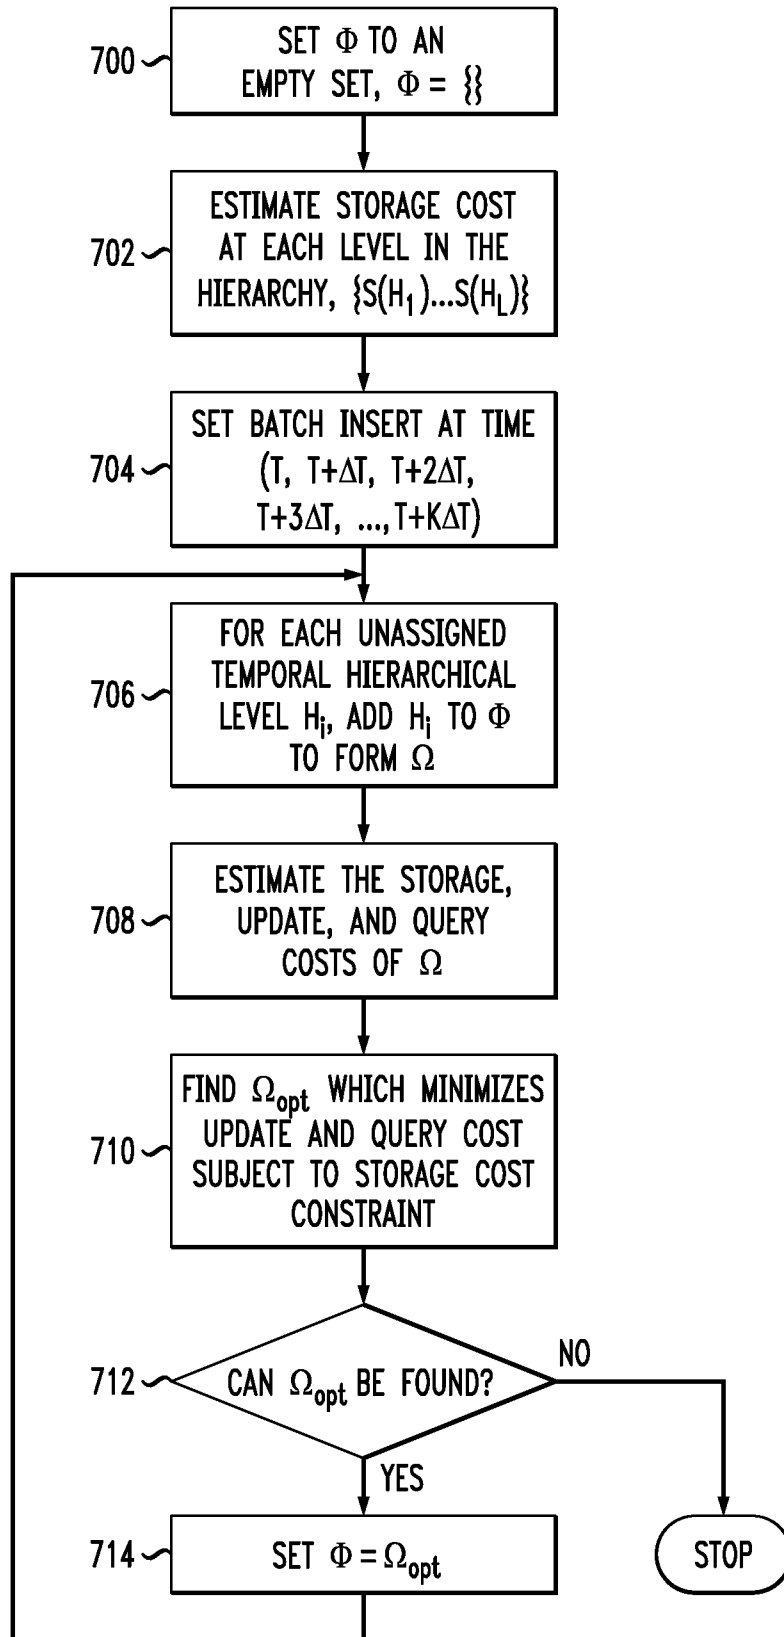 700
SET Φ TO AN
EMPTY SET, Φ = {}
702
ESTIMATE STORAGE COST
AT EACH LEVEL IN THE
HIERARCHY, {S(H1)...S(HL)}
704
SET BATCH INSERT AT TIME
(T, T+ΔT, T+2ΔT,
T+3ΔT, ..., T+KΔT)
706
FOR EACH UNASSIGNED
TEMPORAL HIERARCHICAL
LEVEL Hi, ADD Hi TO Φ
TO FORM Ω
708
ESTIMATE THE STORAGE,
UPDATE, AND QUERY
COSTS OF Ω
710
FIND Ωopt WHICH MINIMIZES
UPDATE AND QUERY COST
SUBJECT TO STORAGE COST
CONSTRAINT
712
CAN Ωopt BE FOUND?
NO
YES
714
SET Φ = Ωopt
STOP